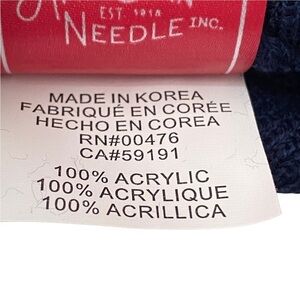 EST. 1918
NEEDLE INC.
MADE IN KOREA
FABRIQUÉ EN CORÉE
HECHO EN COREA
RN#00476
CA#59191
100% ACRYLIC
100% ACRYLIQUE
100% ACRILLICA